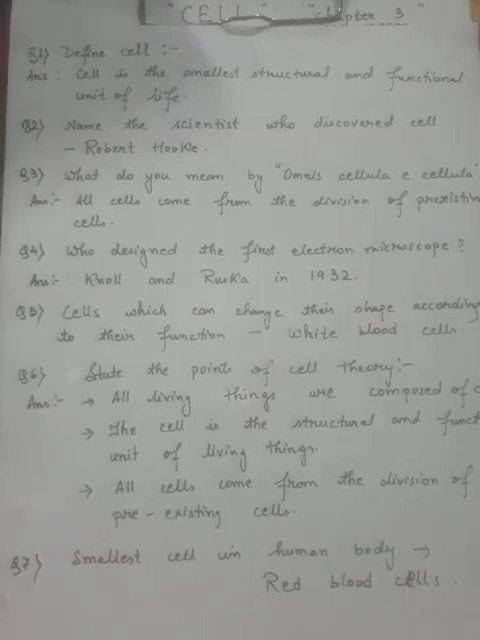 "CELL" "Chapter 3"
Q1) Define cell :-
Ans : Cell is the smallest structural and functional
unit of life.
Q2) Name the scientist who discovered cell
- Robert Hooke.
Q3) What do you mean by "Omnis cellula e cellula"
Ans:- All cells come from the division of preexistin
cells.
Q4) Who designed the first electron microscope?
Ans:- Knoll and Ruska in 1932.
Q5) Cells which can change their shape according
to their function - White blood cells.
Q6) State the points of cell theory:-
Ans:- → All living things are composed of c
→ The cell is the structural and funct
unit of living things.
→ All cells come from the division of
pre-existing cells.
Q7) Smallest cell in human body →
Red blood cells.